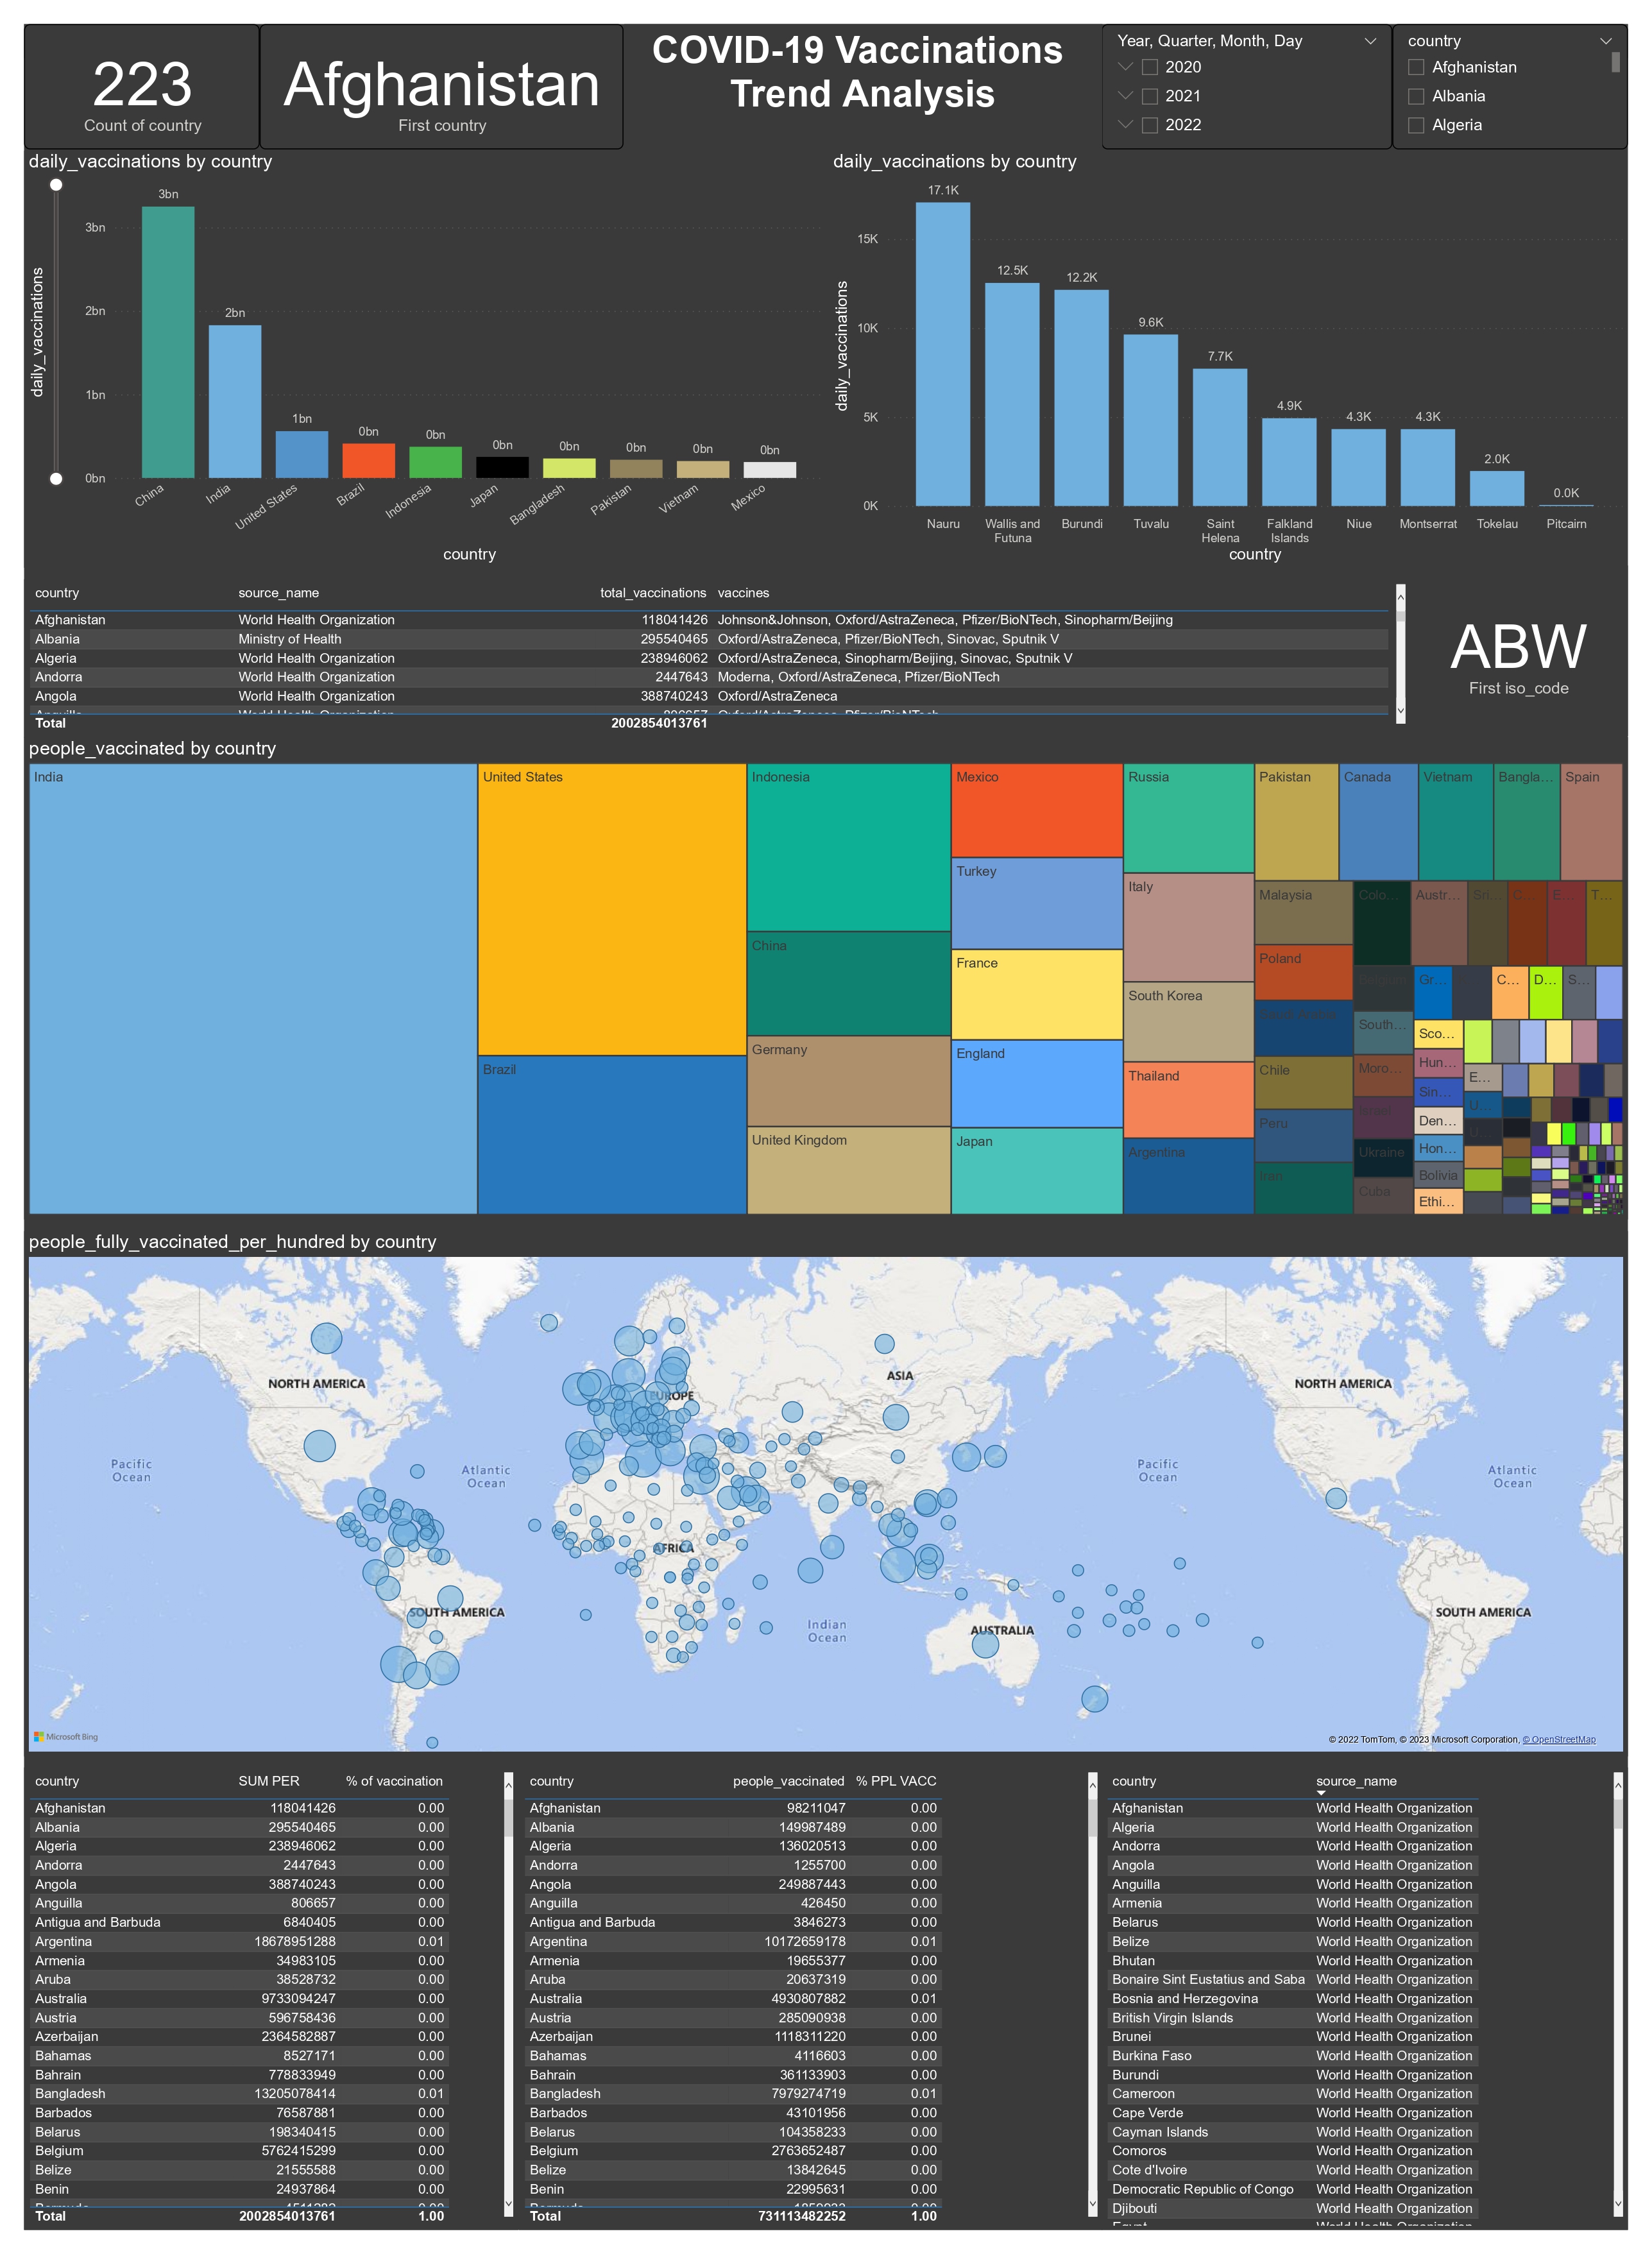 223
Count of country
Afghanistan
First country
COVID-19 Vaccinations
Trend Analysis
Year, Quarter, Month, Day
2020
2021
2022
country
Afghanistan
Albania
Algeria
daily_vaccinations by country
daily_vaccinations
3bn
2bn
1bn
0bn
3bn
2bn
1bn
0bn
0bn
0bn
0bn
0bn
0bn
0bn
China
India
United States
Brazil
Indonesia
Japan
Bangladesh
Pakistan
Vietnam
Mexico
country
daily_vaccinations by country
daily_vaccinations
15K
10K
5K
0K
17.1K
12.5K
12.2K
9.6K
7.7K
4.9K
4.3K
4.3K
2.0K
0.0K
Nauru
Wallis and Futuna
Burundi
Tuvalu
Saint Helena
Falkland Islands
Niue
Montserrat
Tokelau
Pitcairn
country
country source_name total_vaccinations vaccines
Afghanistan World Health Organization 118041426 Johnson&Johnson, Oxford/AstraZeneca, Pfizer/BioNTech, Sinopharm/Beijing
Albania Ministry of Health 295540465 Oxford/AstraZeneca, Pfizer/BioNTech, Sinovac, Sputnik V
Algeria World Health Organization 238946062 Oxford/AstraZeneca, Sinopharm/Beijing, Sinovac, Sputnik V
Andorra World Health Organization 2447643 Moderna, Oxford/AstraZeneca, Pfizer/BioNTech
Angola World Health Organization 388740243 Oxford/AstraZeneca
Total 2002854013761
ABW
First iso_code
people_vaccinated by country
India
United States
Brazil
Indonesia
China
Germany
United Kingdom
Mexico
Turkey
France
England
Japan
Russia
Italy
South Korea
Thailand
Argentina
Pakistan
Canada
Vietnam
Bangla...
Spain
Malaysia
Poland
Chile
Peru
Iran
Colo...
Austr...
Sri...
C...
E...
T...
South...
Moro...
Israel
Ukraine
Cuba
Gr...
C...
D...
S...
Sco...
Hun...
Sin...
Den...
Hon...
Bolivia
Ethi...
E...
U...
U...
people_fully_vaccinated_per_hundred by country
NORTH AMERICA
EUROPE
ASIA
NORTH AMERICA
Pacific
Ocean
Atlantic
Ocean
Pacific
Ocean
Atlantic
Ocean
AFRICA
SOUTH AMERICA
Indian
Ocean
AUSTRALIA
SOUTH AMERICA
Microsoft Bing
© 2022 TomTom, © 2023 Microsoft Corporation, © OpenStreetMap
country SUM PER % of vaccination
Afghanistan 118041426 0.00
Albania 295540465 0.00
Algeria 238946062 0.00
Andorra 2447643 0.00
Angola 388740243 0.00
Anguilla 806657 0.00
Antigua and Barbuda 6840405 0.00
Argentina 18678951288 0.01
Armenia 34983105 0.00
Aruba 38528732 0.00
Australia 9733094247 0.00
Austria 596758436 0.00
Azerbaijan 2364582887 0.00
Bahamas 8527171 0.00
Bahrain 778833949 0.00
Bangladesh 13205078414 0.01
Barbados 76587881 0.00
Belarus 198340415 0.00
Belgium 5762415299 0.00
Belize 21555588 0.00
Benin 24937864 0.00
Total 2002854013761 1.00
country people_vaccinated % PPL VACC
Afghanistan 98211047 0.00
Albania 149987489 0.00
Algeria 136020513 0.00
Andorra 1255700 0.00
Angola 249887443 0.00
Anguilla 426450 0.00
Antigua and Barbuda 3846273 0.00
Argentina 10172659178 0.01
Armenia 19655377 0.00
Aruba 20637319 0.00
Australia 4930807882 0.01
Austria 285090938 0.00
Azerbaijan 1118311220 0.00
Bahamas 4116603 0.00
Bahrain 361133903 0.00
Bangladesh 7979274719 0.01
Barbados 43101956 0.00
Belarus 104358233 0.00
Belgium 2763652487 0.00
Belize 13842645 0.00
Benin 22995631 0.00
Total 731113482252 1.00
country source_name
Afghanistan World Health Organization
Algeria World Health Organization
Andorra World Health Organization
Angola World Health Organization
Anguilla World Health Organization
Armenia World Health Organization
Belarus World Health Organization
Belize World Health Organization
Bhutan World Health Organization
Bonaire Sint Eustatius and Saba World Health Organization
Bosnia and Herzegovina World Health Organization
British Virgin Islands World Health Organization
Brunei World Health Organization
Burkina Faso World Health Organization
Burundi World Health Organization
Cameroon World Health Organization
Cape Verde World Health Organization
Cayman Islands World Health Organization
Comoros World Health Organization
Cote d'Ivoire World Health Organization
Democratic Republic of Congo World Health Organization
Djibouti World Health Organization